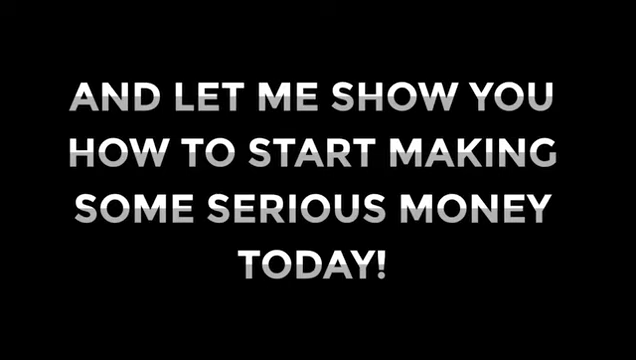 AND LET ME SHOW YOU
HOW TO START MAKING
SOME SERIOUS MONEY
TODAY!